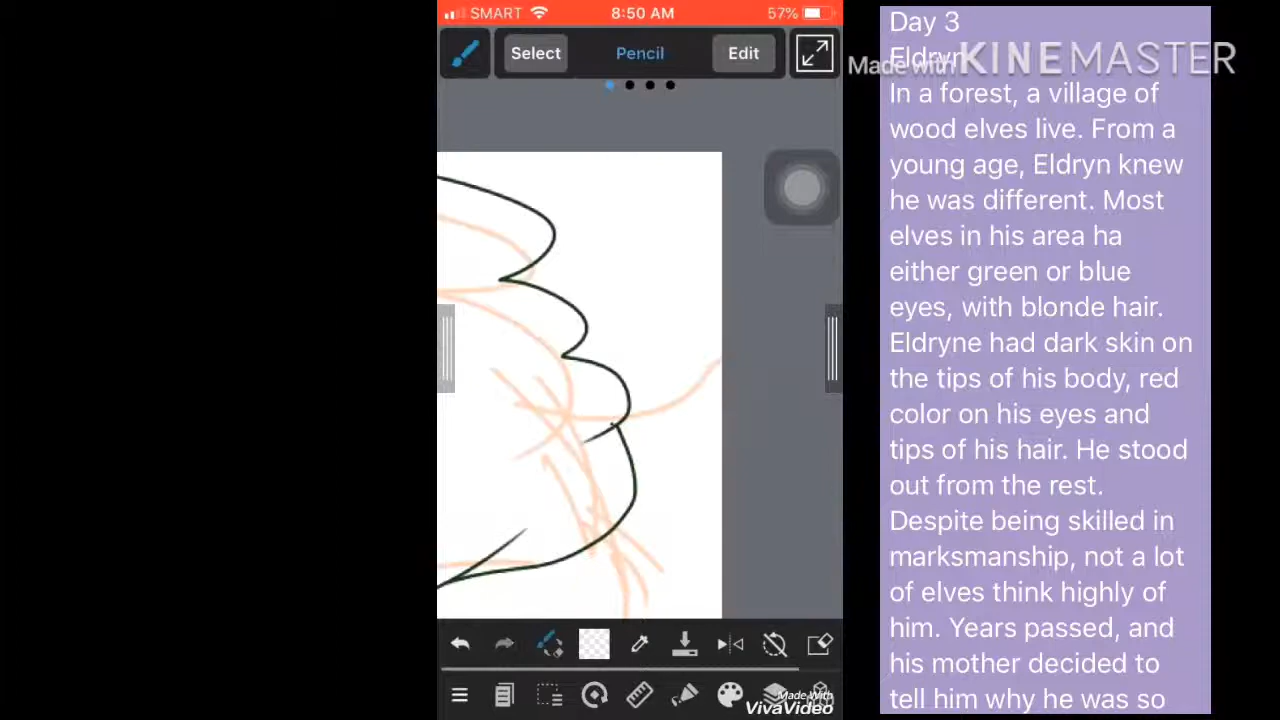 SMART 8:50 AM 57%
Select Pencil Edit
Day 3
Eldryn
Made with KINEMASTER
In a forest, a village of
wood elves live. From a
young age, Eldryn knew
he was different. Most
elves in his area ha
either green or blue
eyes, with blonde hair.
Eldryne had dark skin on
the tips of his body, red
color on his eyes and
tips of his hair. He stood
out from the rest.
Despite being skilled in
marksmanship, not a lot
of elves think highly of
him. Years passed, and
his mother decided to
tell him why he was so
Made With
VivaVideo